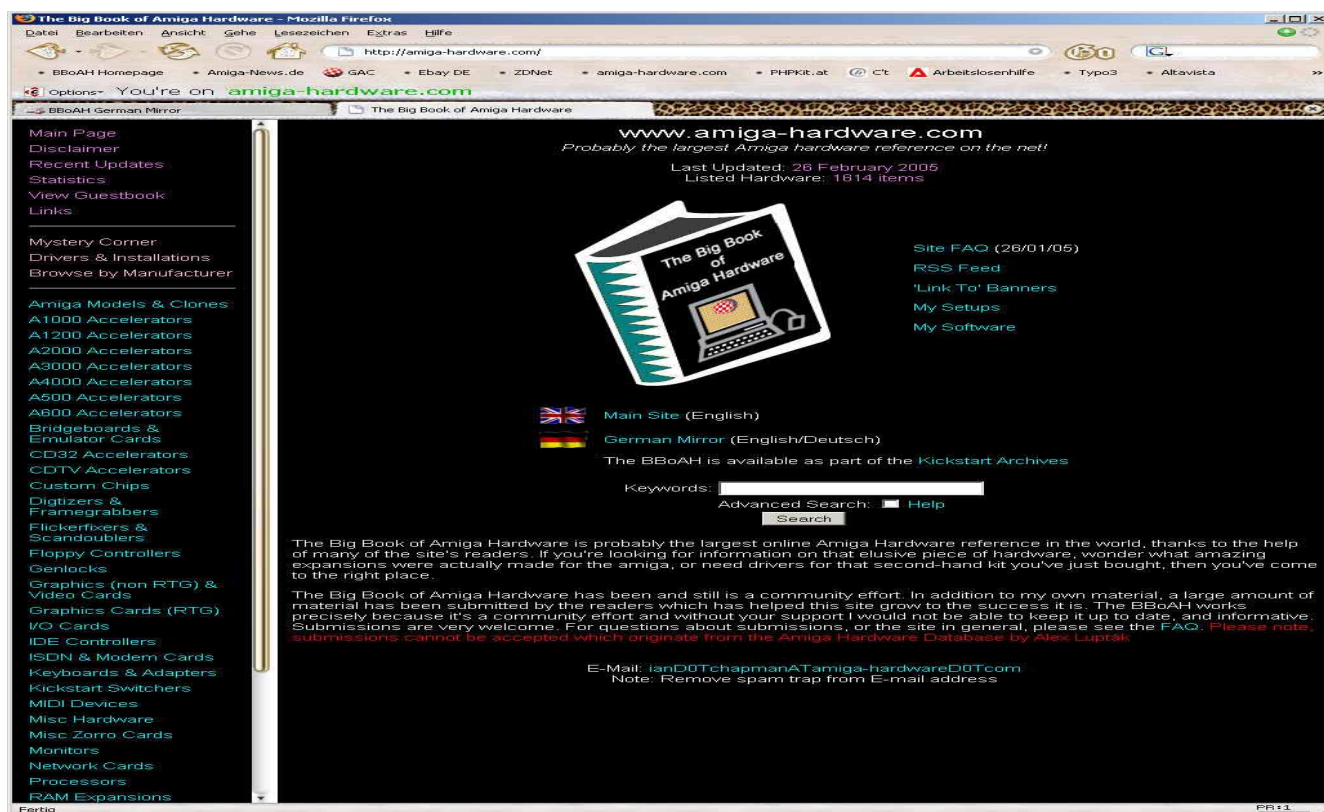 The Big Book of Amiga Hardware - Mozilla Firefox
Datei Bearbeiten Ansicht Gehe Lesezeichen Extras Hilfe
http://amiga-hardware.com/
Go
BBoAH Homepage Amiga-News.de GAC Ebay DE ZDNet amiga-hardware.com PHPKit.at C't Arbeitslosenhilfe Typo3 Altavista »
Options- You're on amiga-hardware.com
BBoAH German Mirror
The Big Book of Amiga Hardware
Main Page
Disclaimer
Recent Updates
Statistics
View Guestbook
Links
Mystery Corner
Drivers & Installations
Browse by Manufacturer
Amiga Models & Clones
A1000 Accelerators
A1200 Accelerators
A2000 Accelerators
A3000 Accelerators
A4000 Accelerators
A500 Accelerators
A600 Accelerators
Bridgeboards &
Emulator Cards
CD32 Accelerators
CDTV Accelerators
Custom Chips
Digtizers &
Framegrabbers
Flickerfixers &
Scandoublers
Floppy Controllers
Genlocks
Graphics (non RTG) &
Video Cards
Graphics Cards (RTG)
I/O Cards
IDE Controllers
ISDN & Modem Cards
Keyboards & Adapters
Kickstart Switchers
MIDI Devices
Misc Hardware
Misc Zorro Cards
Monitors
Network Cards
Processors
RAM Expansions
www.amiga-hardware.com
Probably the largest Amiga hardware reference on the net!
Last Updated: 26 February 2005
Listed Hardware: 1614 items
The Big Book
of
Amiga Hardware
Site FAQ (26/01/05)
RSS Feed
'Link To' Banners
My Setups
My Software
Main Site (English)
German Mirror (English/Deutsch)
The BBoAH is available as part of the Kickstart Archives
Keywords:
Advanced Search: Help
Search
The Big Book of Amiga Hardware is probably the largest online Amiga Hardware reference in the world, thanks to the help
of many of the site's readers. If you're looking for information on that elusive piece of hardware, wonder what amazing
expansions were actually made for the amiga, or need drivers for that second-hand kit you've just bought, then you've come
to the right place.
The Big Book of Amiga Hardware has been and still is a community effort. In addition to my own material, a large amount of
material has been submitted by the readers which has helped this site grow to the success it is. The BBoAH works
precisely because it's a community effort and without your support I would not be able to keep it up to date, and informative.
Submissions are very welcome. For questions about submissions, or the site in general, please see the FAQ. Please note,
submissions cannot be accepted which originate from the Amiga Hardware Database by Alex Lupták
E-Mail: ianD0TchapmanATamiga-hardwareD0Tcom
Note: Remove spam trap from E-mail address
Fertig
PR:1